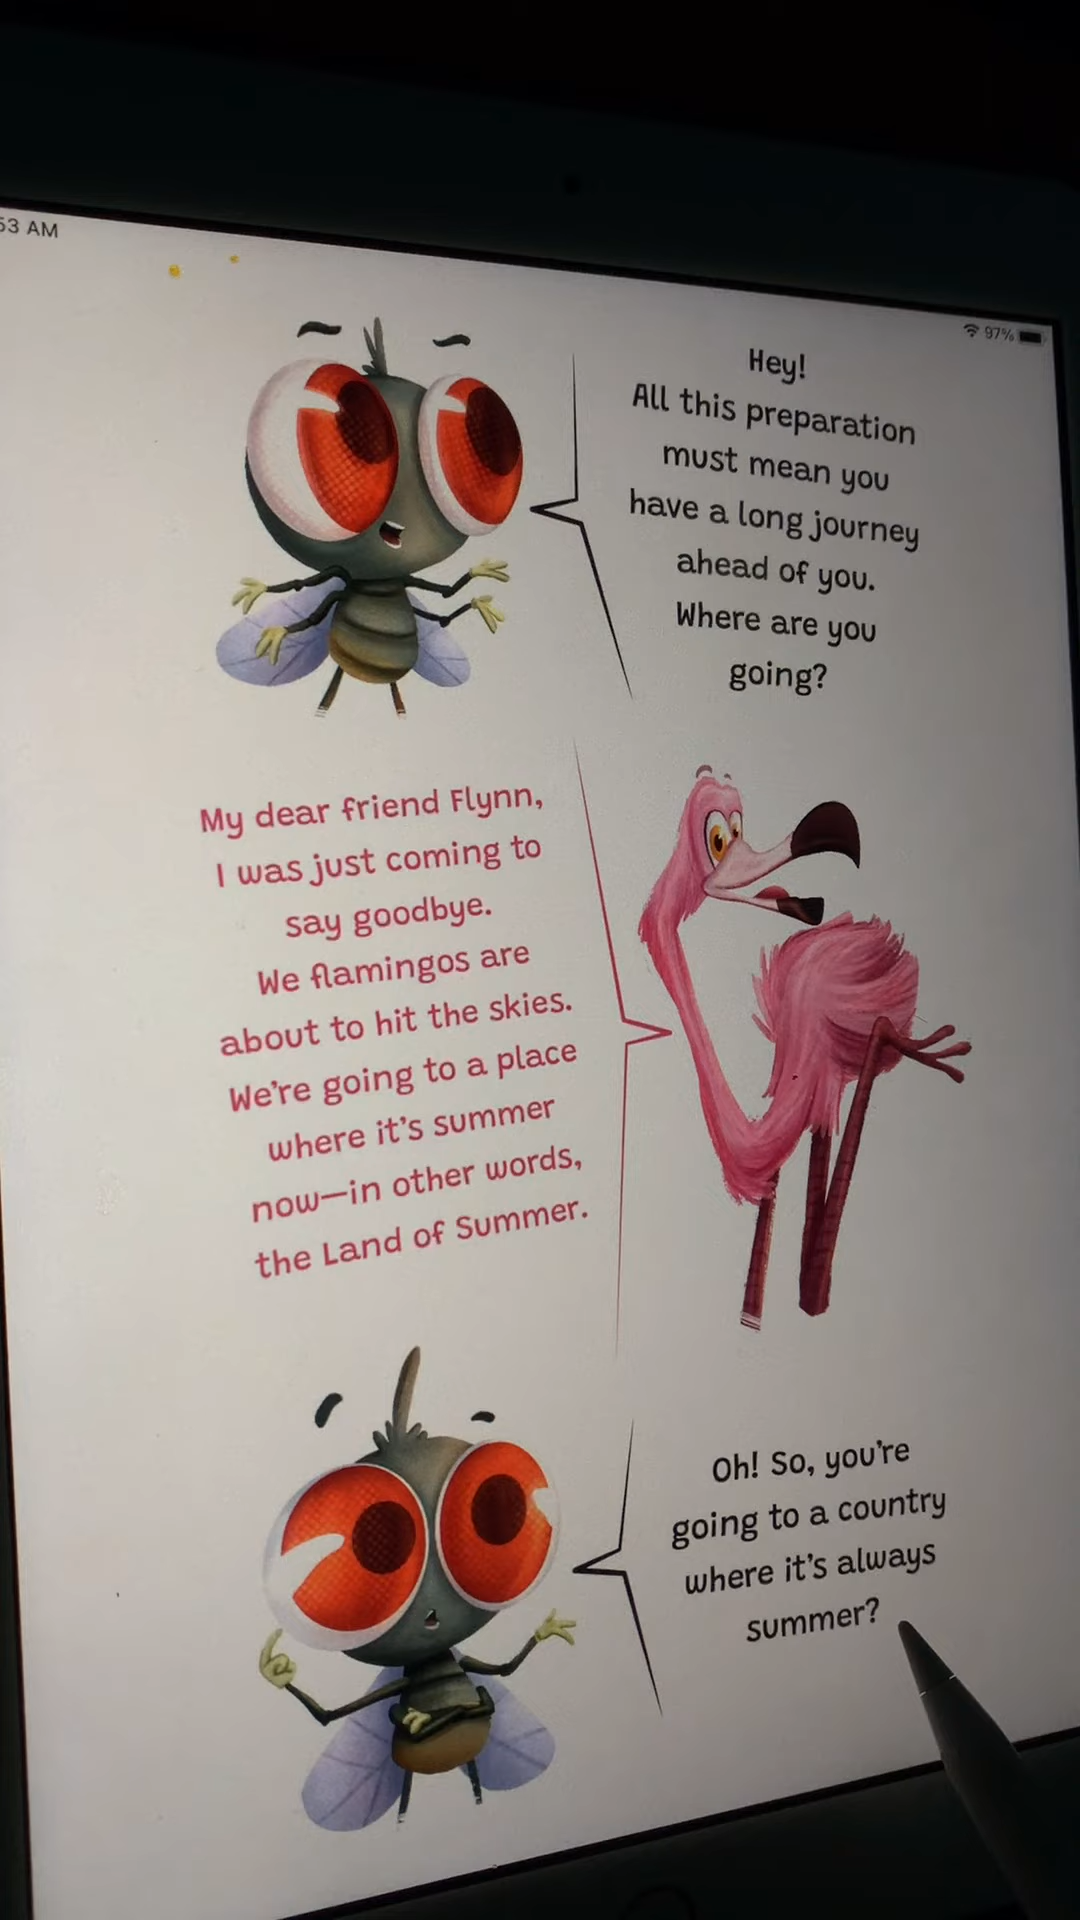 53 AM
97%
Hey!
All this preparation
must mean you
have a long journey
ahead of you.
Where are you
going?
My dear friend Flynn,
I was just coming to
say goodbye.
We flamingos are
about to hit the skies.
We're going to a place
where it's summer
now—in other words,
the Land of Summer.
Oh! So, you're
going to a country
where it's always
summer?